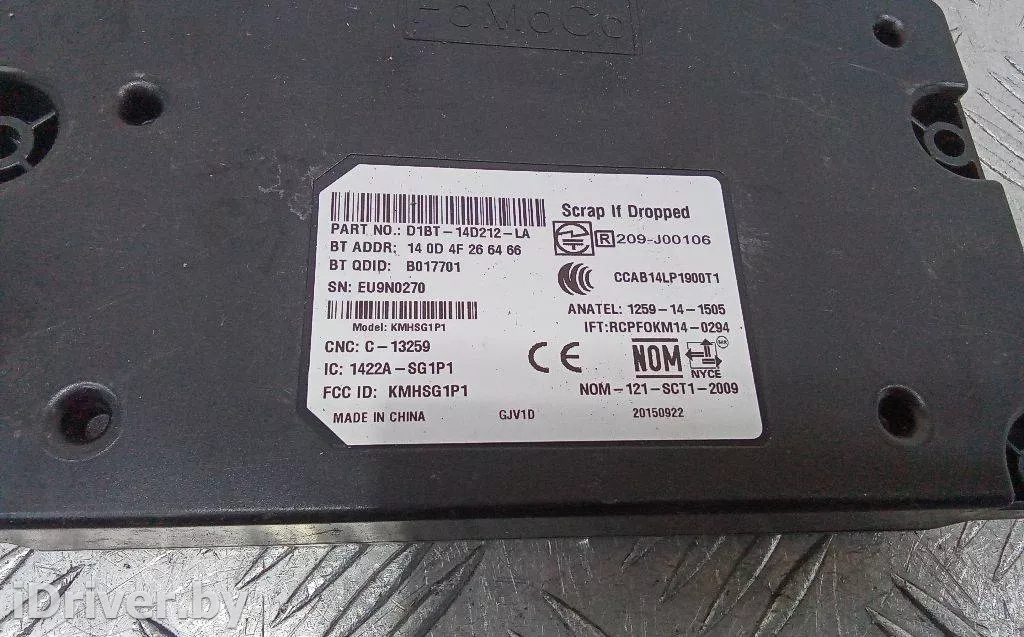 FoMoCo
Scrap If Dropped
PART NO.: D1BT-14D212-LA
R 209-J00106
BT ADDR: 14 0D 4F 26 64 66
BT QDID: B017701
CCAB14LP1900T1
SN: EU9N0270
ANATEL: 1259-14-1505
Model: KMHSG1P1
IFT:RCPFOKM14-0294
CNC: C-13259
CE
NOM
NYCE
IC: 1422A-SG1P1
FCC ID: KMHSG1P1
NOM-121-SCT1-2009
MADE IN CHINA
GJV1D
20150922
iDriver.by